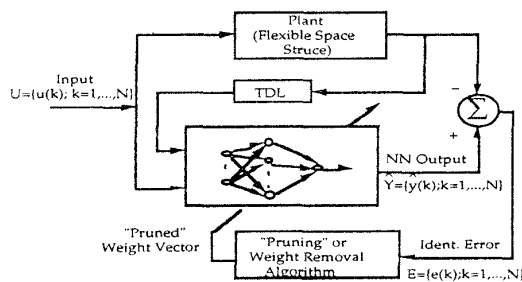 Plant
(Flexible Space
Struce)
Input
U={u(k); k=1,...,N}
TDL
−
Σ
+
NN Output
Ŷ={ŷ(k);k=1,...,N}
"Pruned"
Weight Vector
"Pruning" or
Weight Removal
Algorithm
Ident. Error
E={e(k);k=1,...,N}